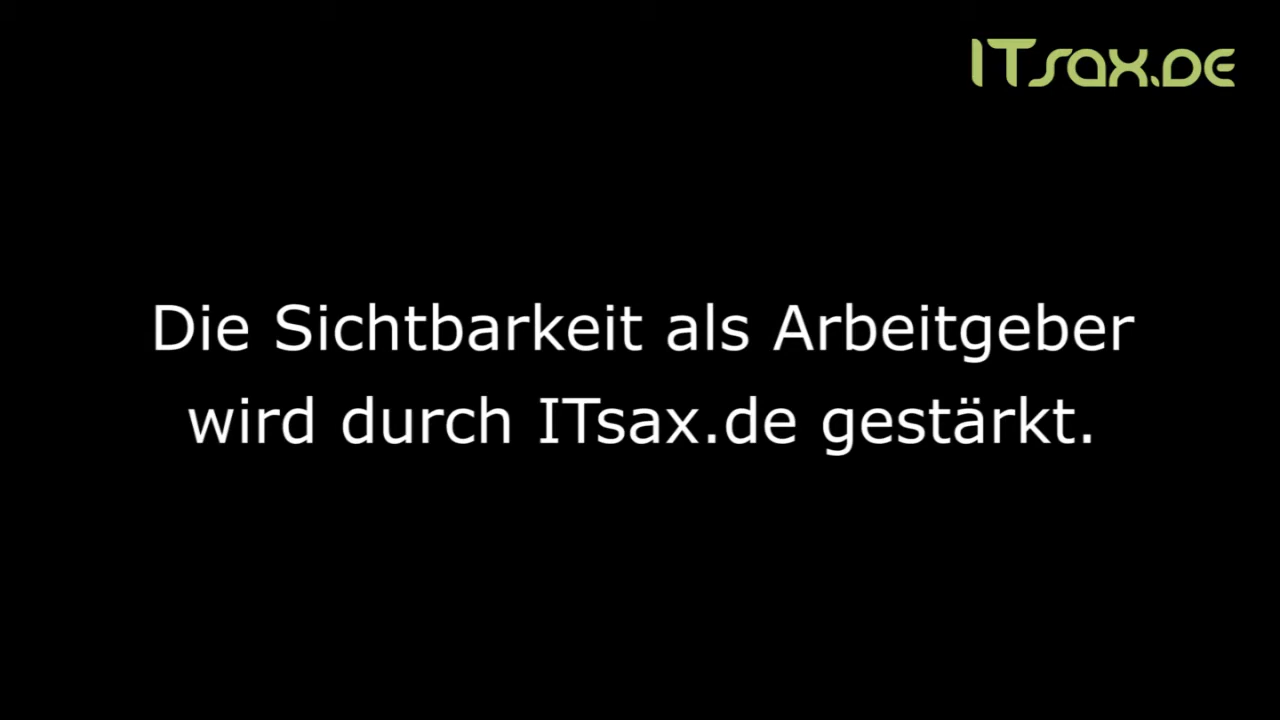 ITsax.DE
Die Sichtbarkeit als Arbeitgeber
wird durch ITsax.de gestärkt.